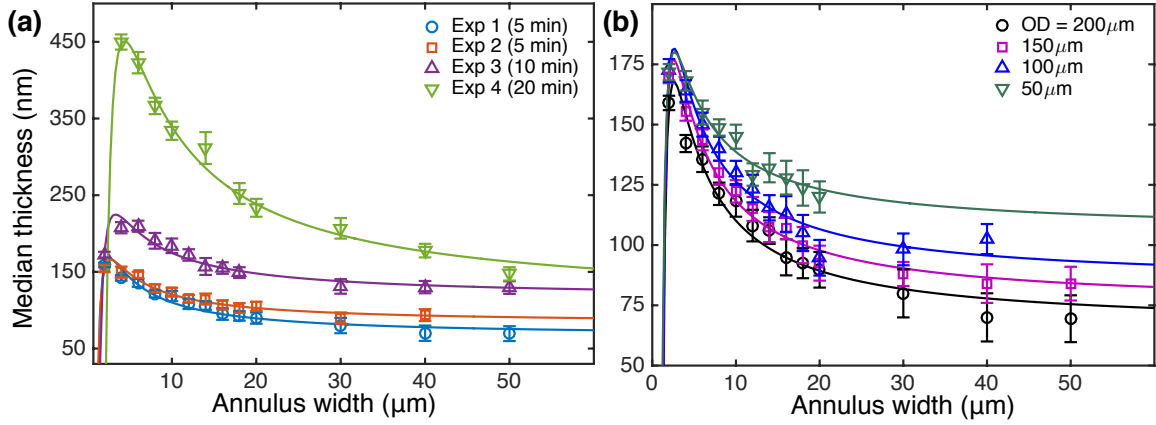 (a)
Median thickness (nm)
450
350
250
150
50
Exp 1 (5 min)
Exp 2 (5 min)
Exp 3 (10 min)
Exp 4 (20 min)
10
20
30
40
50
Annulus width (μm)
(b)
175
150
125
100
75
50
OD = 200μm
150μm
100μm
50μm
0
10
20
30
40
50
Annulus width (μm)